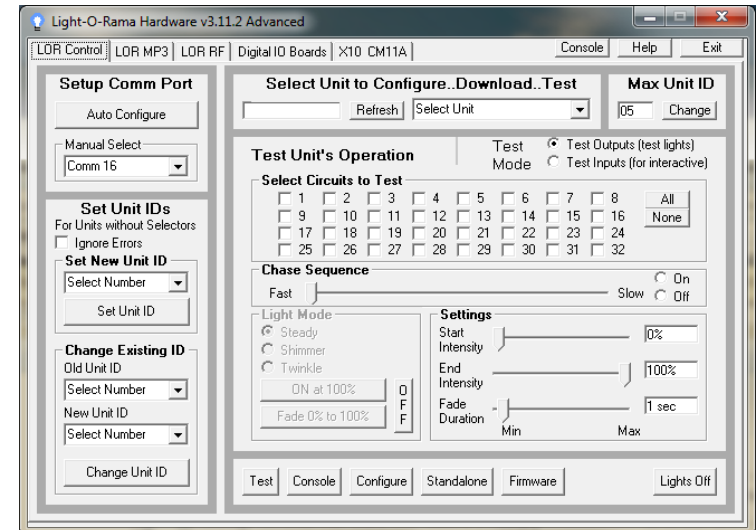 Light-O-Rama Hardware v3.11.2 Advanced
LOR Control LOR MP3 LOR RF Digital IO Boards X10 CM11A Console Help Exit
Setup Comm Port
Auto Configure
Manual Select
Comm 16
Set Unit IDs
For Units without Selectors
Ignore Errors
Set New Unit ID
Select Number
Set Unit ID
Change Existing ID
Old Unit ID
Select Number
New Unit ID
Select Number
Change Unit ID
Select Unit to Configure..Download..Test
Refresh Select Unit
Max Unit ID
05 Change
Test Unit's Operation
Test Mode
Test Outputs (test lights)
Test Inputs (for interactive)
Select Circuits to Test
1 2 3 4 5 6 7 8 All
9 10 11 12 13 14 15 16 None
17 18 19 20 21 22 23 24
25 26 27 28 29 30 31 32
Chase Sequence
Fast Slow
On
Off
Light Mode
Steady
Shimmer
Twinkle
ON at 100%
Fade 0% to 100%
OFF
Settings
Start Intensity 0%
End Intensity 100%
Fade Duration 1 sec
Min Max
Test Console Configure Standalone Firmware Lights Off